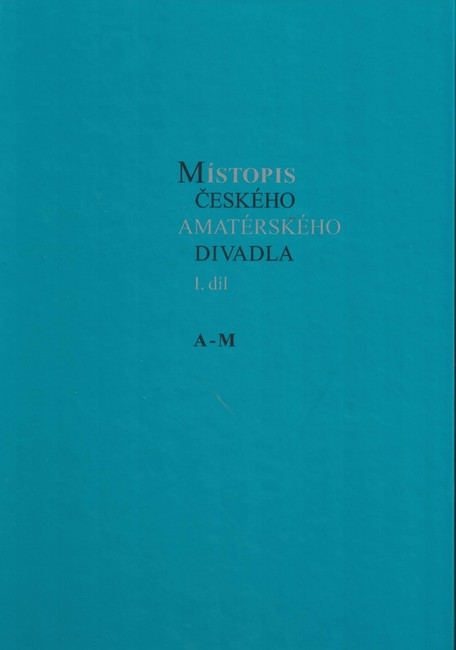 MÍSTOPIS
ČESKÉHO
AMATÉRSKÉHO
DIVADLA
I. díl
A-M